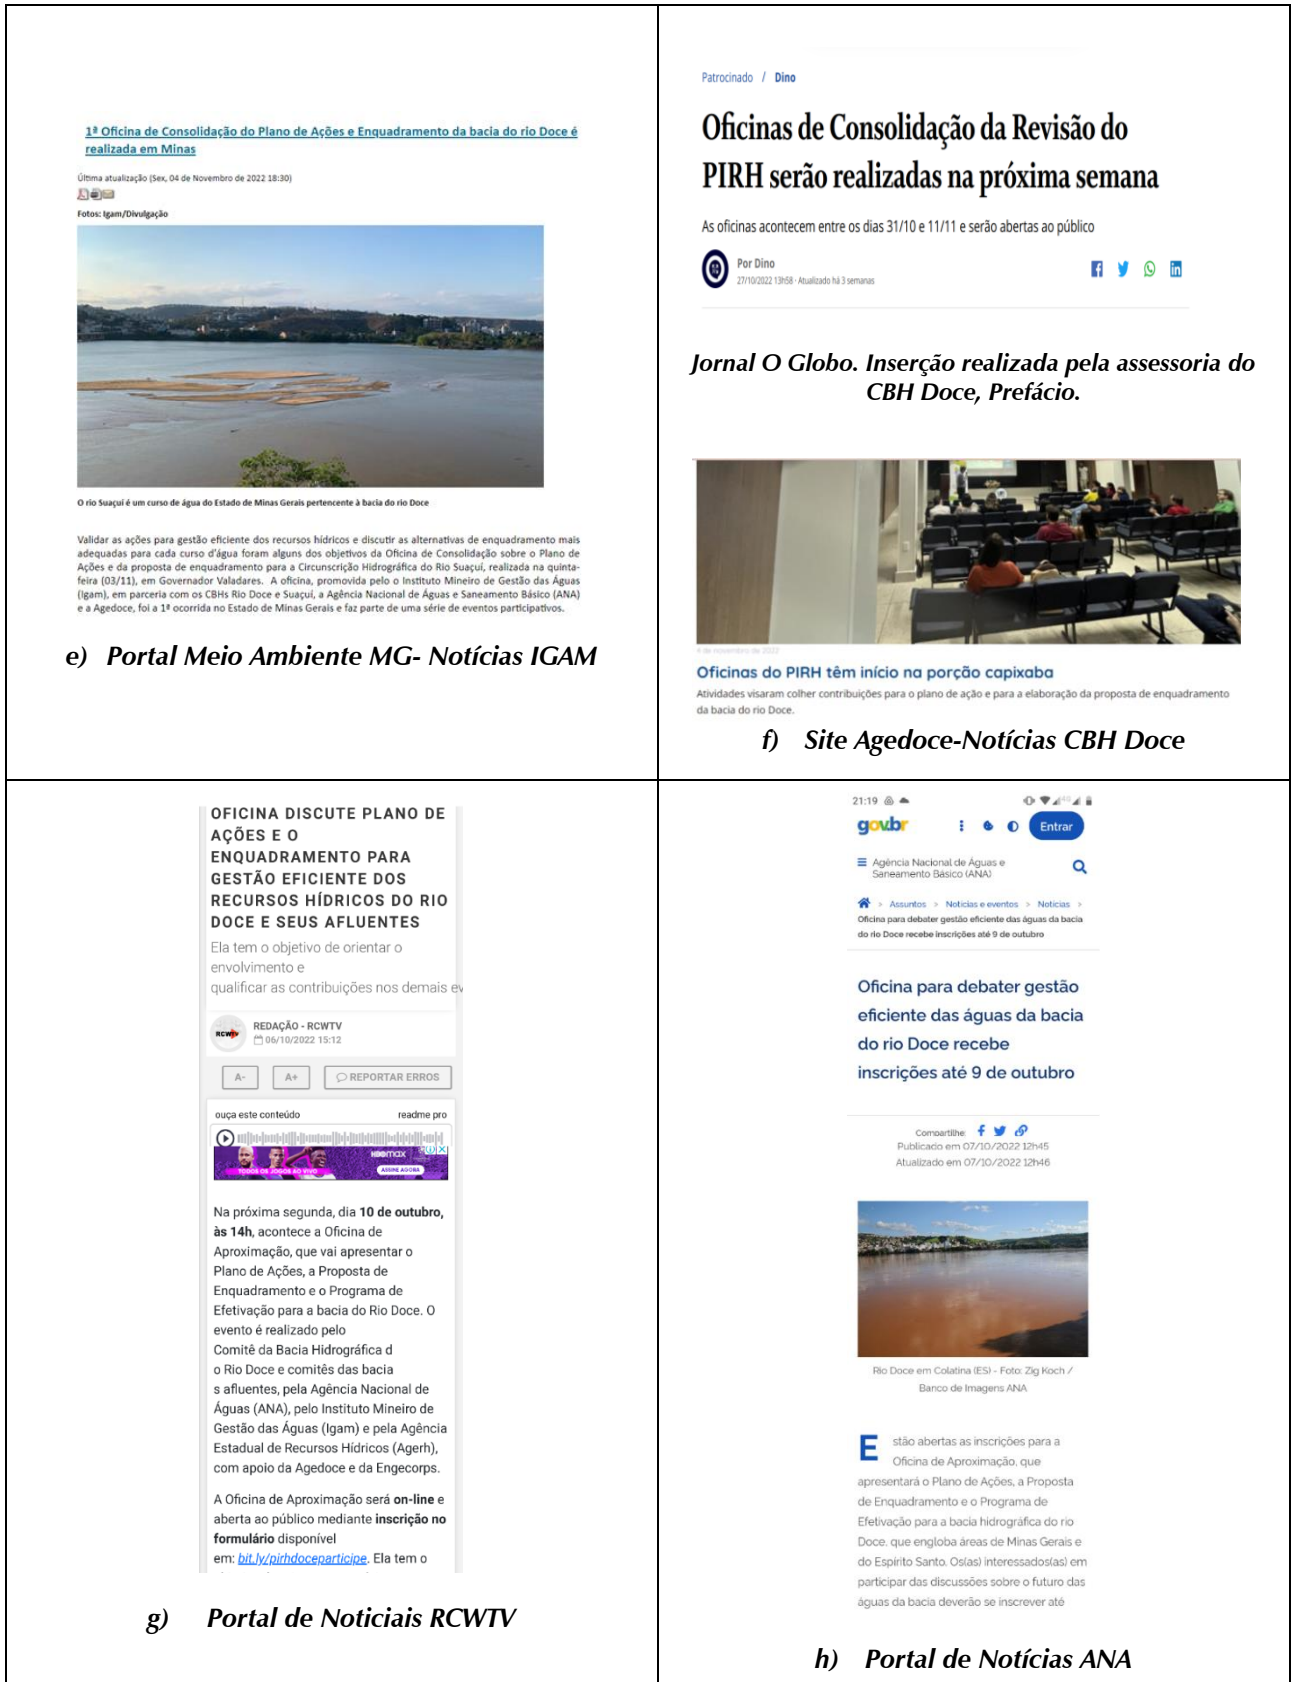 1ª Oficina de Consolidação do Plano de Ações e Enquadramento da bacia do rio Doce é
realizada em Minas
Última atualização (Sex, 04 de Novembro de 2022 18:30)
Fotos: Igam/Divulgação
O rio Suaçuí é um curso de água do Estado de Minas Gerais pertencente à bacia do rio Doce
Validar as ações para gestão eficiente dos recursos hídricos e discutir as alternativas de enquadramento mais
adequadas para cada curso d'água foram alguns dos objetivos da Oficina de Consolidação sobre o Plano de
Ações e da proposta de enquadramento para a Circunscrição Hidrográfica do Rio Suaçuí, realizada na quinta-
feira (03/11), em Governador Valadares. A oficina, promovida pelo o Instituto Mineiro de Gestão das Águas
(Igam), em parceria com os CBHs Rio Doce e Suaçuí, a Agência Nacional de Águas e Saneamento Básico (ANA)
e a Agedoce, foi a 1ª ocorrida no Estado de Minas Gerais e faz parte de uma série de eventos participativos.
e) Portal Meio Ambiente MG- Notícias IGAM
Patrocinado / Dino
Oficinas de Consolidação da Revisão do
PIRH serão realizadas na próxima semana
As oficinas acontecem entre os dias 31/10 e 11/11 e serão abertas ao público
Por Dino
27/10/2022 13h58 · Atualizado há 3 semanas
Jornal O Globo. Inserção realizada pela assessoria do
CBH Doce, Prefácio.
4 de novembro de 2022
Oficinas do PIRH têm início na porção capixaba
Atividades visaram colher contribuições para o plano de ação e para a elaboração da proposta de enquadramento
da bacia do rio Doce.
f) Site Agedoce-Notícias CBH Doce
OFICINA DISCUTE PLANO DE
AÇÕES E O
ENQUADRAMENTO PARA
GESTÃO EFICIENTE DOS
RECURSOS HÍDRICOS DO RIO
DOCE E SEUS AFLUENTES
Ela tem o objetivo de orientar o
envolvimento e
qualificar as contribuições nos demais ev
RCWTV
REDAÇÃO - RCWTV
06/10/2022 15:12
A- A+ REPORTAR ERROS
ouça este conteúdo readme pro
HBOMAX
TODOS OS JOGOS AO VIVO
ASSINE AGORA
Na próxima segunda, dia 10 de outubro,
às 14h, acontece a Oficina de
Aproximação, que vai apresentar o
Plano de Ações, a Proposta de
Enquadramento e o Programa de
Efetivação para a bacia do Rio Doce. O
evento é realizado pelo
Comitê da Bacia Hidrográfica d
o Rio Doce e comitês das bacia
s afluentes, pela Agência Nacional de
Águas (ANA), pelo Instituto Mineiro de
Gestão das Águas (Igam) e pela Agência
Estadual de Recursos Hídricos (Agerh),
com apoio da Agedoce e da Engecorps.
A Oficina de Aproximação será on-line e
aberta ao público mediante inscrição no
formulário disponível
em: bit.ly/pirhdoceparticipe. Ela tem o
g) Portal de Noticiais RCWTV
21:19
4G
gov.br
Entrar
Agência Nacional de Águas e
Saneamento Básico (ANA)
> Assuntos > Notícias e eventos > Notícias >
Oficina para debater gestão eficiente das águas da bacia
do rio Doce recebe inscrições até 9 de outubro
Oficina para debater gestão
eficiente das águas da bacia
do rio Doce recebe
inscrições até 9 de outubro
Compartilhe:
Publicado em 07/10/2022 12h45
Atualizado em 07/10/2022 12h46
Rio Doce em Colatina (ES) - Foto: Zig Koch /
Banco de Imagens ANA
Estão abertas as inscrições para a
Oficina de Aproximação, que
apresentará o Plano de Ações, a Proposta
de Enquadramento e o Programa de
Efetivação para a bacia hidrográfica do rio
Doce, que engloba áreas de Minas Gerais e
do Espírito Santo. Os(as) interessados(as) em
participar das discussões sobre o futuro das
águas da bacia deverão se inscrever até
h) Portal de Notícias ANA